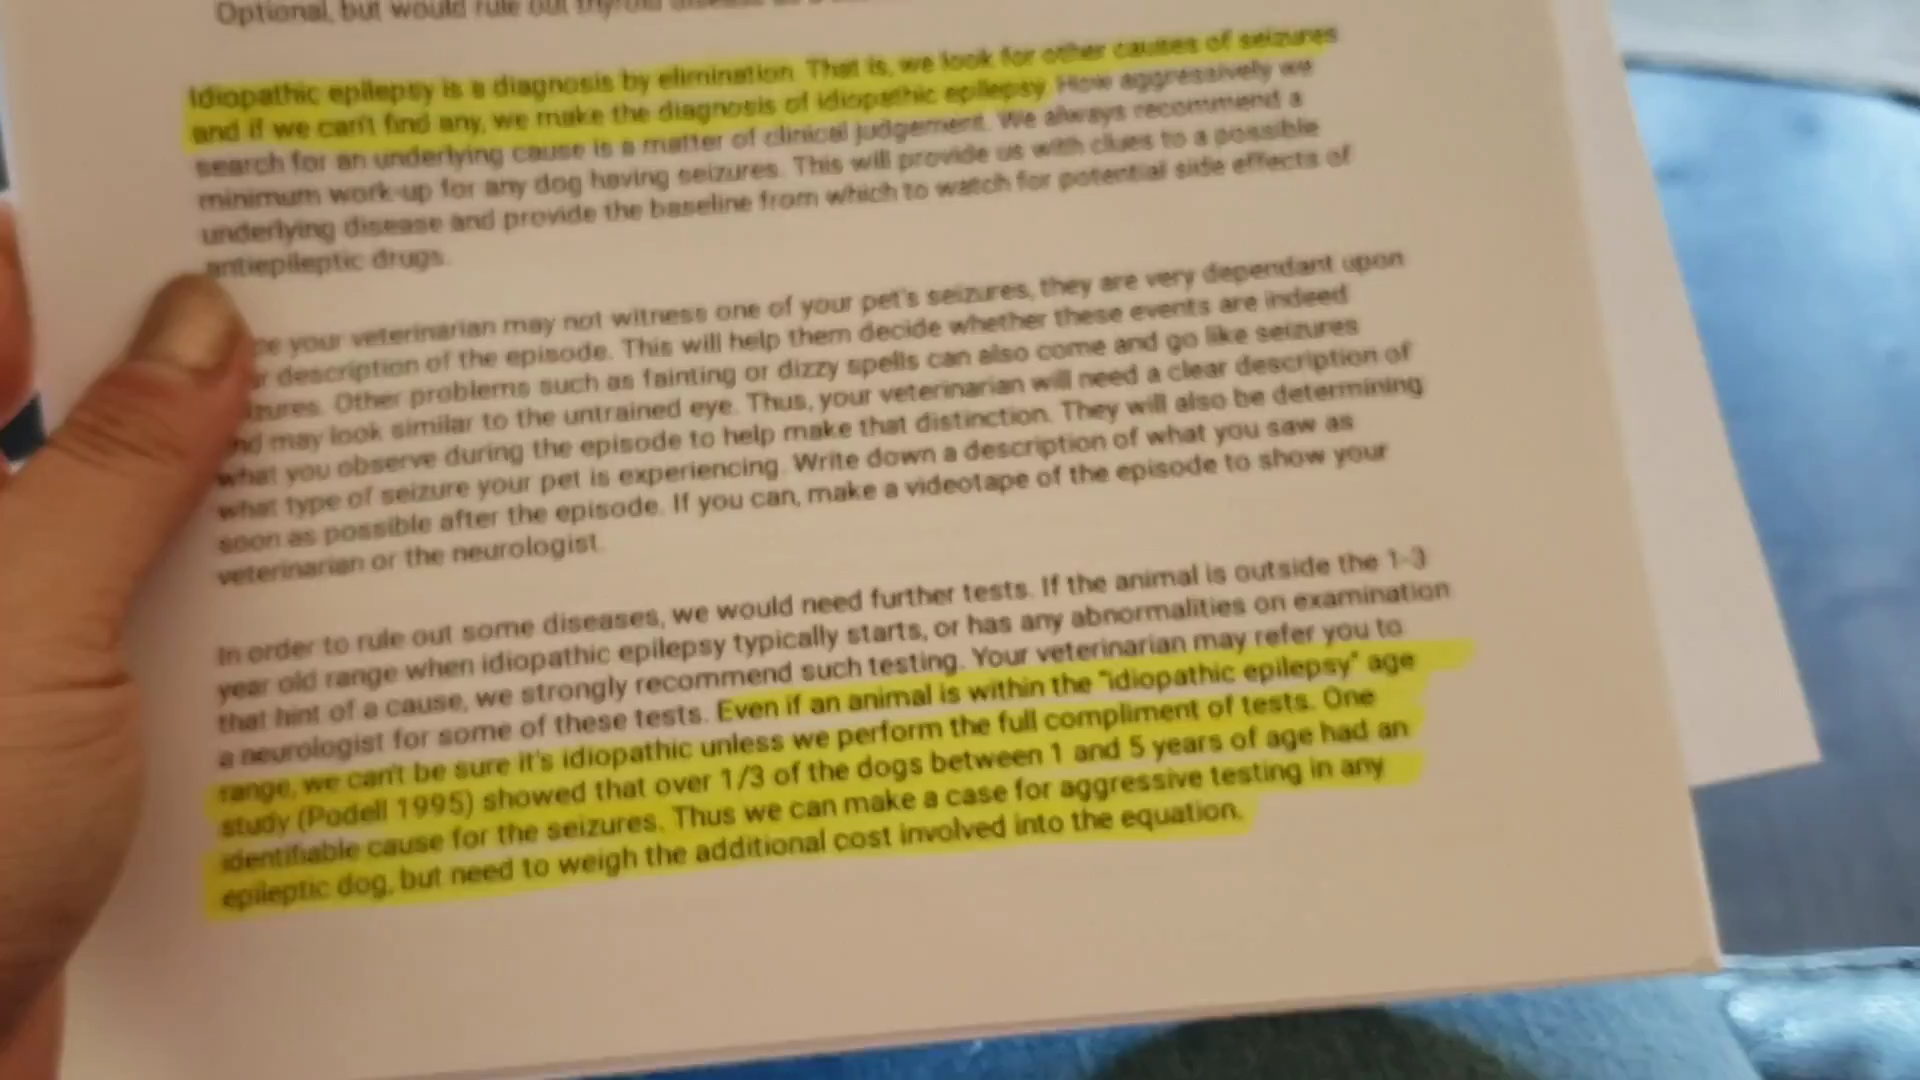 Optional, but would rule out thyroid disease as a
Idiopathic epilepsy is a diagnosis by elimination. That is, we look for other causes of seizures
and if we can't find any, we make the diagnosis of idiopathic epilepsy. How aggressively we
search for an underlying cause is a matter of clinical judgement. We always recommend a
minimum work-up for any dog having seizures. This will provide us with clues to a possible
underlying disease and provide the baseline from which to watch for potential side effects of
antiepileptic drugs.
your veterinarian may not witness one of your pet's seizures, they are very dependant upon
description of the episode. This will help them decide whether these events are indeed
zures. Other problems such as fainting or dizzy spells can also come and go like seizures
nd may look similar to the untrained eye. Thus, your veterinarian will need a clear description of
what you observe during the episode to help make that distinction. They will also be determining
what type of seizure your pet is experiencing. Write down a description of what you saw as
soon as possible after the episode. If you can, make a videotape of the episode to show your
veterinarian or the neurologist.
In order to rule out some diseases, we would need further tests. If the animal is outside the 1-3
year old range when idiopathic epilepsy typically starts, or has any abnormalities on examination
that hint of a cause, we strongly recommend such testing. Your veterinarian may refer you to
a neurologist for some of these tests. Even if an animal is within the "idiopathic epilepsy" age
range, we can't be sure it's idiopathic unless we perform the full compliment of tests. One
study (Podell 1995) showed that over 1/3 of the dogs between 1 and 5 years of age had an
identifiable cause for the seizures. Thus we can make a case for aggressive testing in any
epileptic dog, but need to weigh the additional cost involved into the equation.